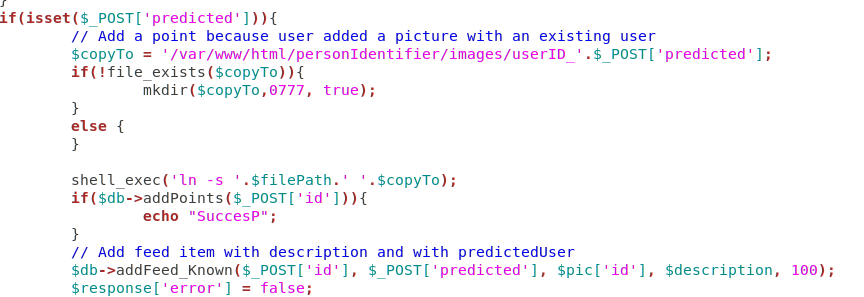 }
if(isset($_POST['predicted'])){
// Add a point because user added a picture with an existing user
$copyTo = '/var/www/html/personIdentifier/images/userID_'.$_POST['predicted'];
if(!file_exists($copyTo)){
mkdir($copyTo,0777, true);
}
else {
}
shell_exec('ln -s '.$filePath.' '.$copyTo);
if($db->addPoints($_POST['id'])){
echo "SuccesP";
}
// Add feed item with description and with predictedUser
$db->addFeed_Known($_POST['id'], $_POST['predicted'], $pic['id'], $description, 100);
$response['error'] = false;